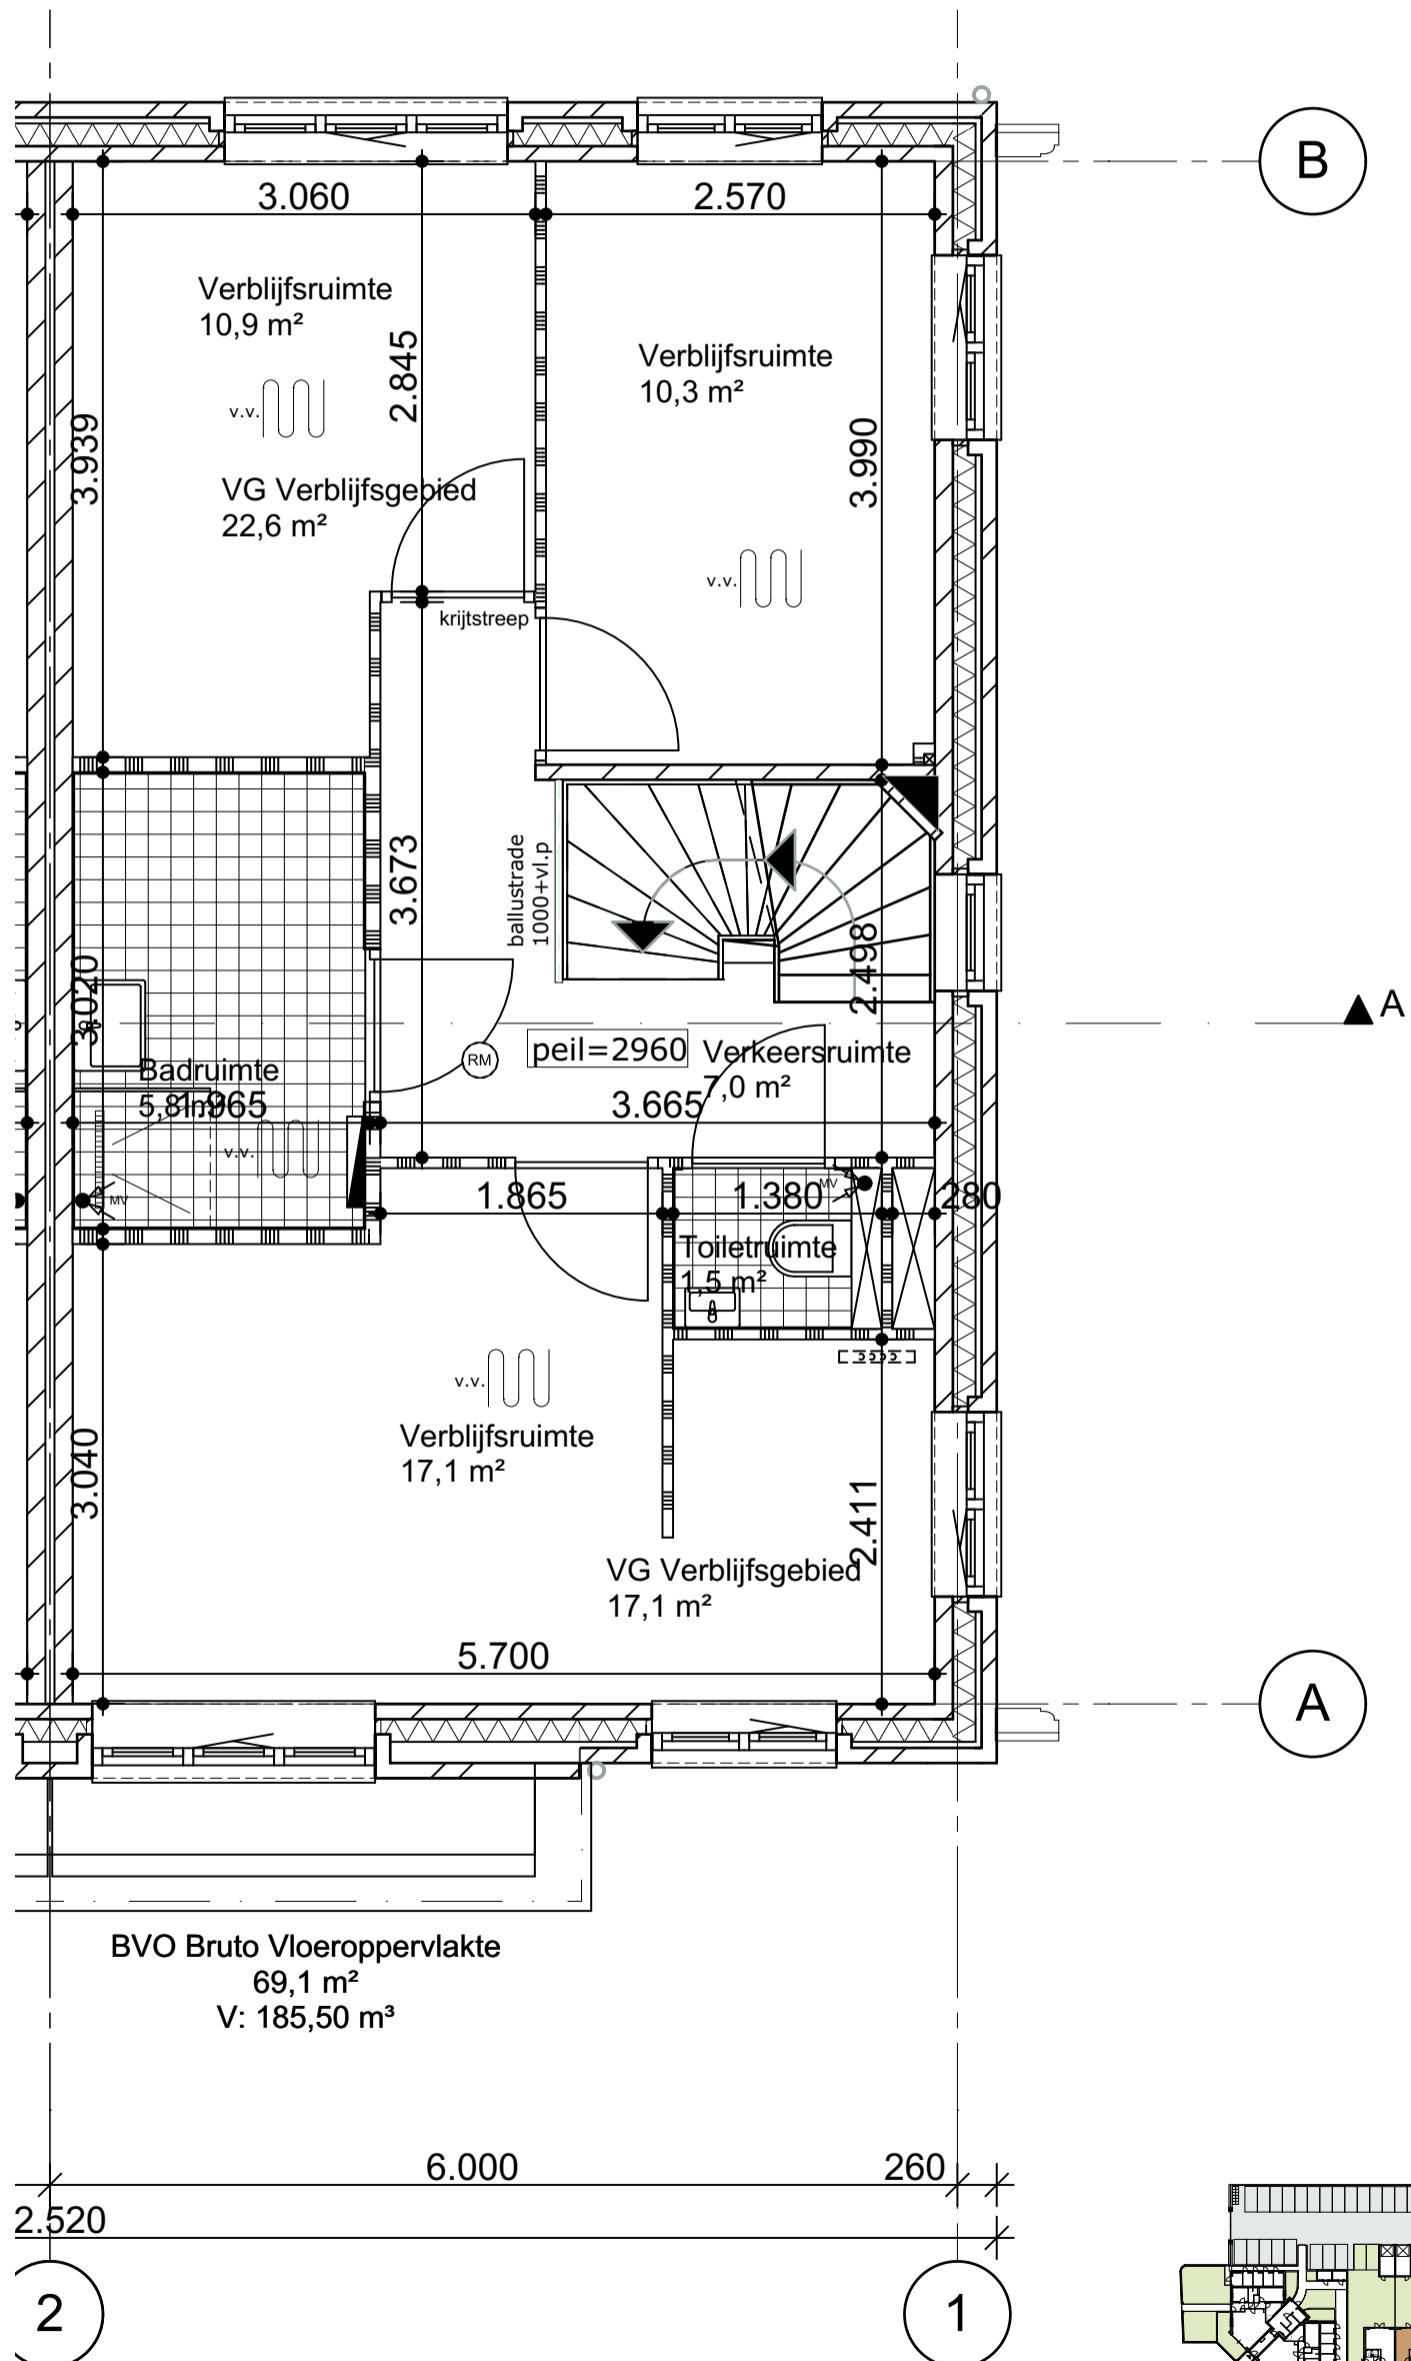 B
3.060
2.570
Verblijfsruimte
10,9 m²
2.845
Verblijfsruimte
10,3 m²
v.v.
3.939
3.990
VG Verblijfsgebied
22,6 m²
v.v.
krijtstreep
3.673
ballustrade
1000+vl.p
2.498
3.020
A
RM
peil=2960
Verkeersruimte
7,0 m²
Badruimte
5,8 m²
1.965
3.665
v.v.
MV
1.865
1.380
MV
280
Toiletruimte
1,5 m²
v.v.
Verblijfsruimte
17,1 m²
3.040
2.411
VG Verblijfsgebied
17,1 m²
5.700
A
BVO Bruto Vloeroppervlakte
69,1 m²
V: 185,50 m³
6.000
260
2.520
2
1